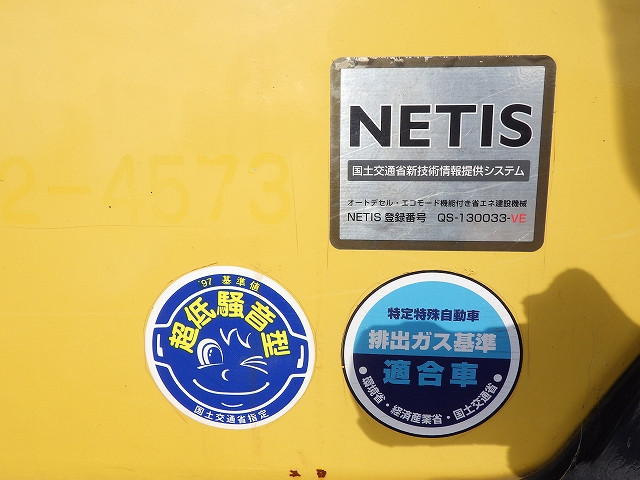 NETIS
国土交通省新技術情報提供システム
オートデセル・エコモード機能付き省エネ建設機械
NETIS 登録番号 QS-130033-VE
2-4573
'97 基準値
超低騒音型
国土交通省指定
特定特殊自動車
排出ガス基準
適合車
・環境省・経済産業省・国土交通省・